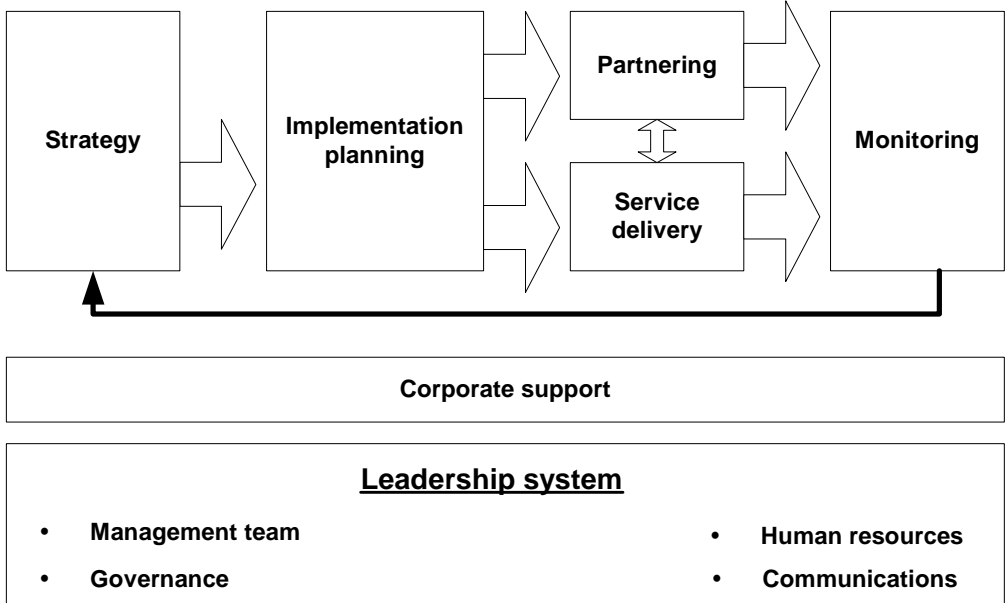 Strategy
Implementation
planning
Partnering
Service
delivery
Monitoring
Corporate support
Leadership system
• Management team
• Governance
• Human resources
• Communications